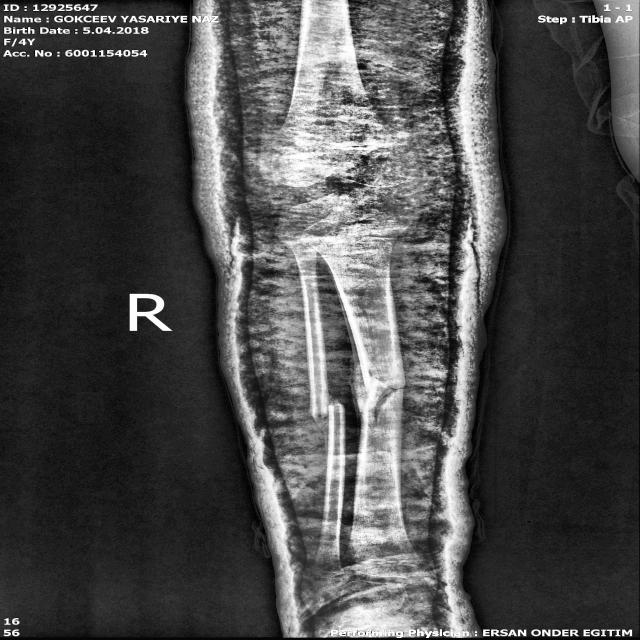 ID : 12925647
Name : GOKCEEV YASARIYE NAZ
Birth Date : 5.04.2018
F/4Y
Acc. No : 6001154054
1 - 1
Step : Tibia AP
R
16
56
Performing Physician : ERSAN ONDER EGITIM